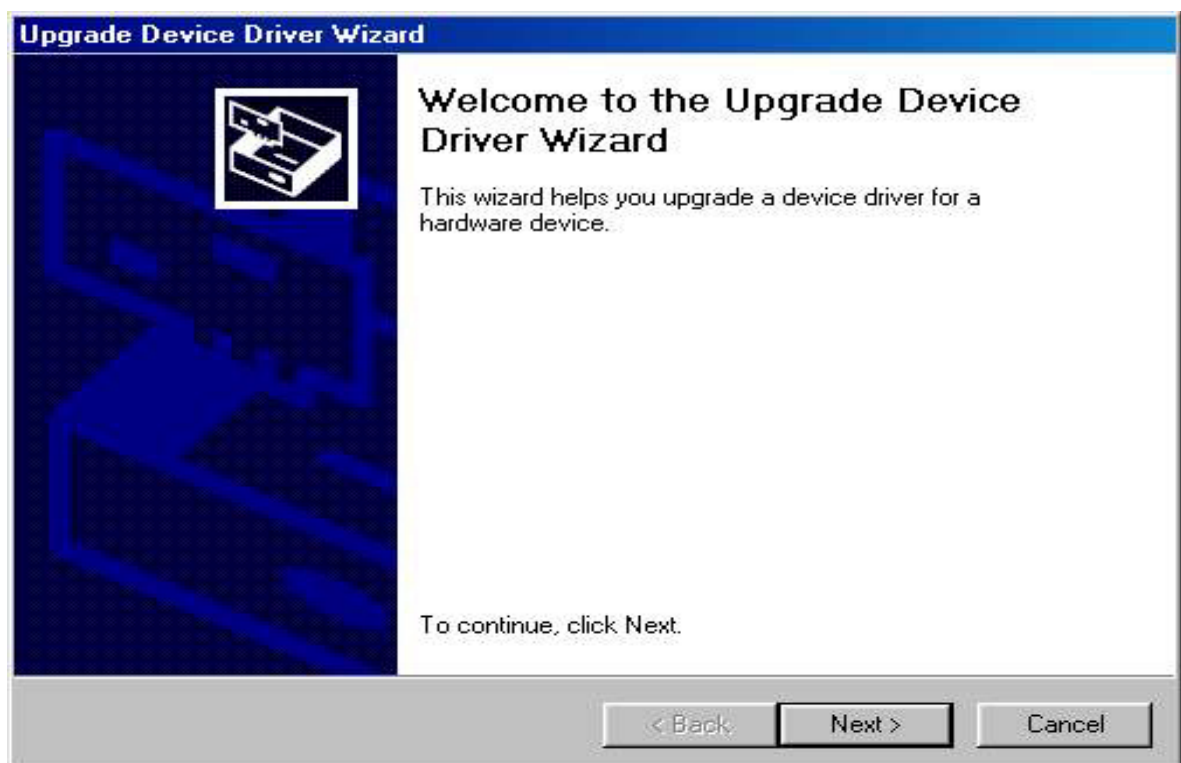 Upgrade Device Driver Wizard
Welcome to the Upgrade Device
Driver Wizard
This wizard helps you upgrade a device driver for a
hardware device.
To continue, click Next.
< Back
Next >
Cancel